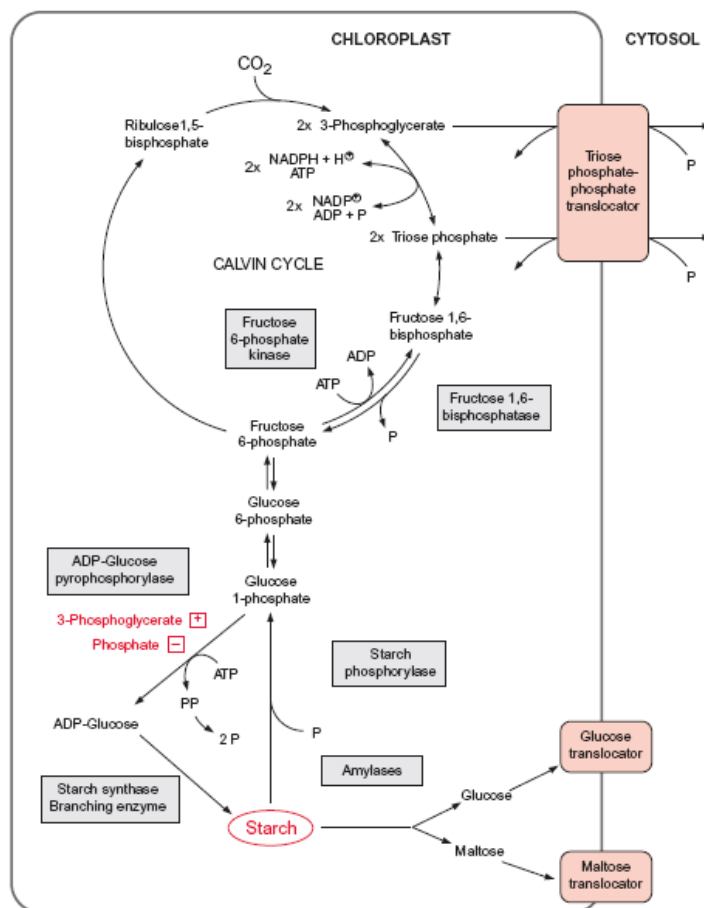 CHLOROPLAST
CYTOSOL
CO2
Ribulose1,5-
bisphosphate
2x 3-Phosphoglycerate
2x NADPH + H⊕
ATP
2x NADP⊕
ADP + P
Triose
phosphate-
phosphate
translocator
P
2x Triose phosphate
P
CALVIN CYCLE
Fructose
6-phosphate
kinase
Fructose 1,6-
bisphosphate
ADP
ATP
P
Fructose 1,6-
bisphosphatase
Fructose
6-phosphate
Glucose
6-phosphate
ADP-Glucose
pyrophosphorylase
Glucose
1-phosphate
3-Phosphoglycerate +
Phosphate −
ATP
PP
2 P
Starch
phosphorylase
ADP-Glucose
P
Starch synthase
Branching enzyme
Amylases
Starch
Glucose
Maltose
Glucose
translocator
Maltose
translocator